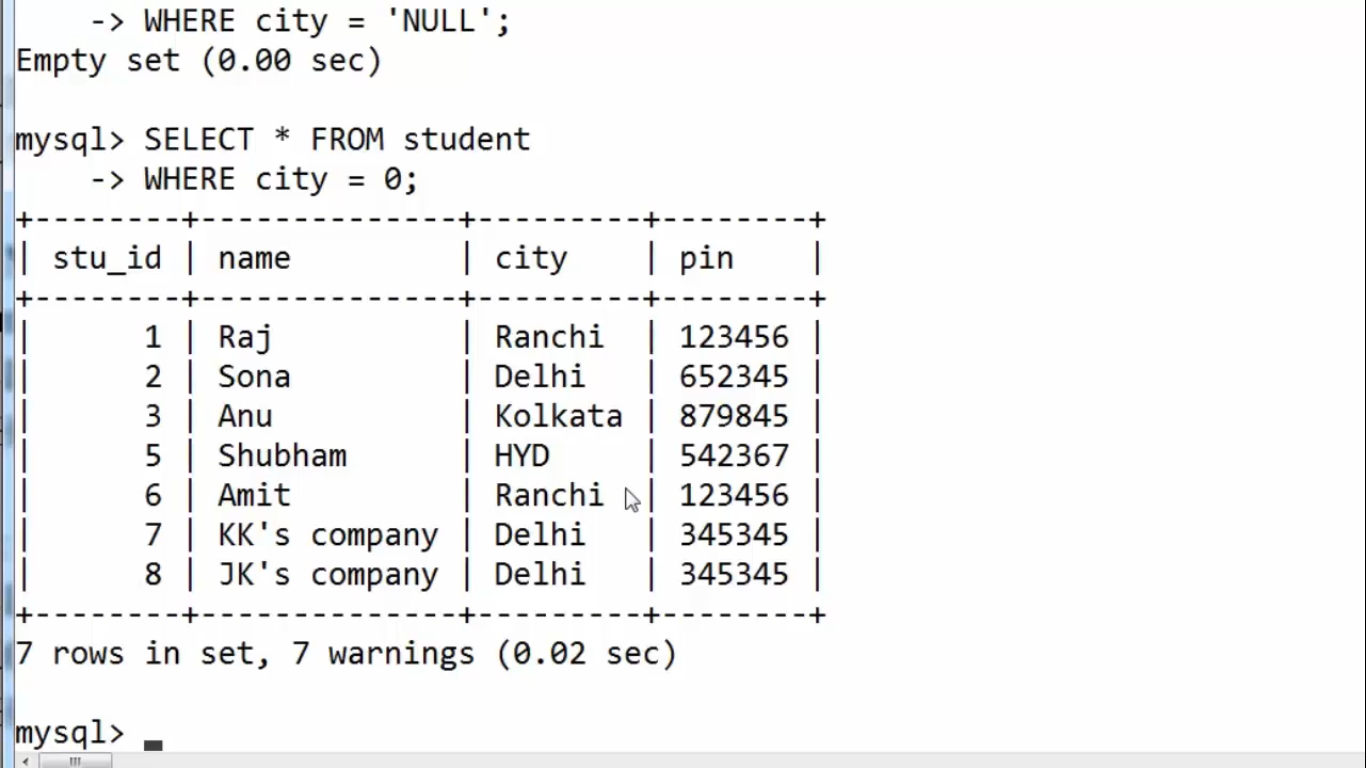 -> WHERE city = 'NULL';
Empty set (0.00 sec)

mysql> SELECT * FROM student
    -> WHERE city = 0;
+--------+--------------+---------+--------+
| stu_id | name         | city    | pin    |
+--------+--------------+---------+--------+
|      1 | Raj          | Ranchi  | 123456 |
|      2 | Sona         | Delhi   | 652345 |
|      3 | Anu          | Kolkata | 879845 |
|      5 | Shubham      | HYD     | 542367 |
|      6 | Amit         | Ranchi  | 123456 |
|      7 | KK's company | Delhi   | 345345 |
|      8 | JK's company | Delhi   | 345345 |
+--------+--------------+---------+--------+
7 rows in set, 7 warnings (0.02 sec)

mysql>